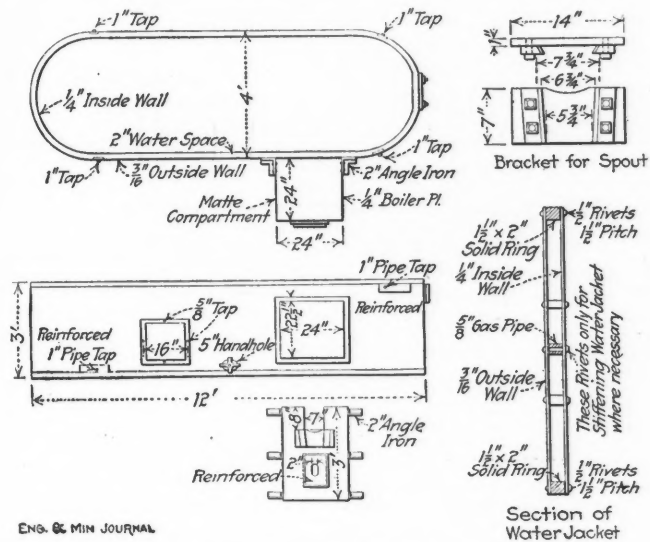 1" Tap
1" Tap
1/4" Inside Wall
4'
2" Water Space
1" Tap
3/16" Outside Wall
1" Tap
2" Angle Iron
Matte
Compartment
24"
1/4" Boiler Pl.
24"
14"
1"
7 3/4"
6 3/4"
5 3/4"
7"
Bracket for Spout
1" Pipe Tap
Reinforced
5/8" Tap
22 1/2"
24"
16"
5" Handhole
Reinforced
1" Pipe Tap
3'
12'
8"
7"
2" Angle
Iron
3'
2"
Reinforced
1/2" Rivets
1 1/2" Pitch
1 1/2" x 2"
Solid Ring
1/4" Inside
Wall
5/8" Gas Pipe
3/16" Outside
Wall
These Rivets only for
Stiffening Water Jacket
where necessary
1 1/2" x 2"
Solid Ring
1/2" Rivets
1 1/2" Pitch
Section of
Water Jacket
ENG. & MIN JOURNAL